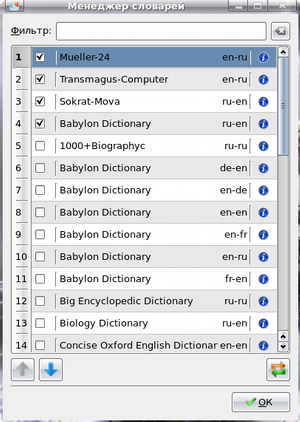 Менеджер словарей
Фильтр:
1 Mueller-24 en-ru
2 Transmagus-Computer en-ru
3 Sokrat-Mova ru-en
4 Babylon Dictionary ru-en
5 1000+Biographyc ru-ru
6 Babylon Dictionary de-en
7 Babylon Dictionary en-de
8 Babylon Dictionary en-en
9 Babylon Dictionary en-fr
10 Babylon Dictionary en-ru
11 Babylon Dictionary fr-en
12 Big Encyclopedic Dictionary ru-ru
13 Biology Dictionary ru-en
14 Concise Oxford English Dictionar en-en
OK